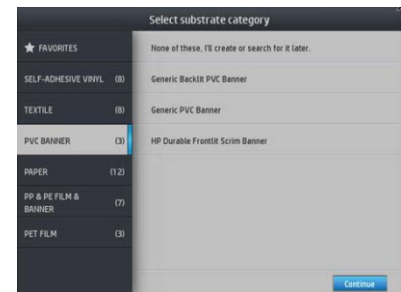 Select substrate category
FAVORITES
None of these, I'll create or search for it later.
SELF-ADHESIVE VINYL (8)
Generic Backlit PVC Banner
TEXTILE (8)
Generic PVC Banner
PVC BANNER (3)
HP Durable Frontlit Scrim Banner
PAPER (12)
PP & PE FILM &
BANNER (7)
PET FILM (3)
Continue